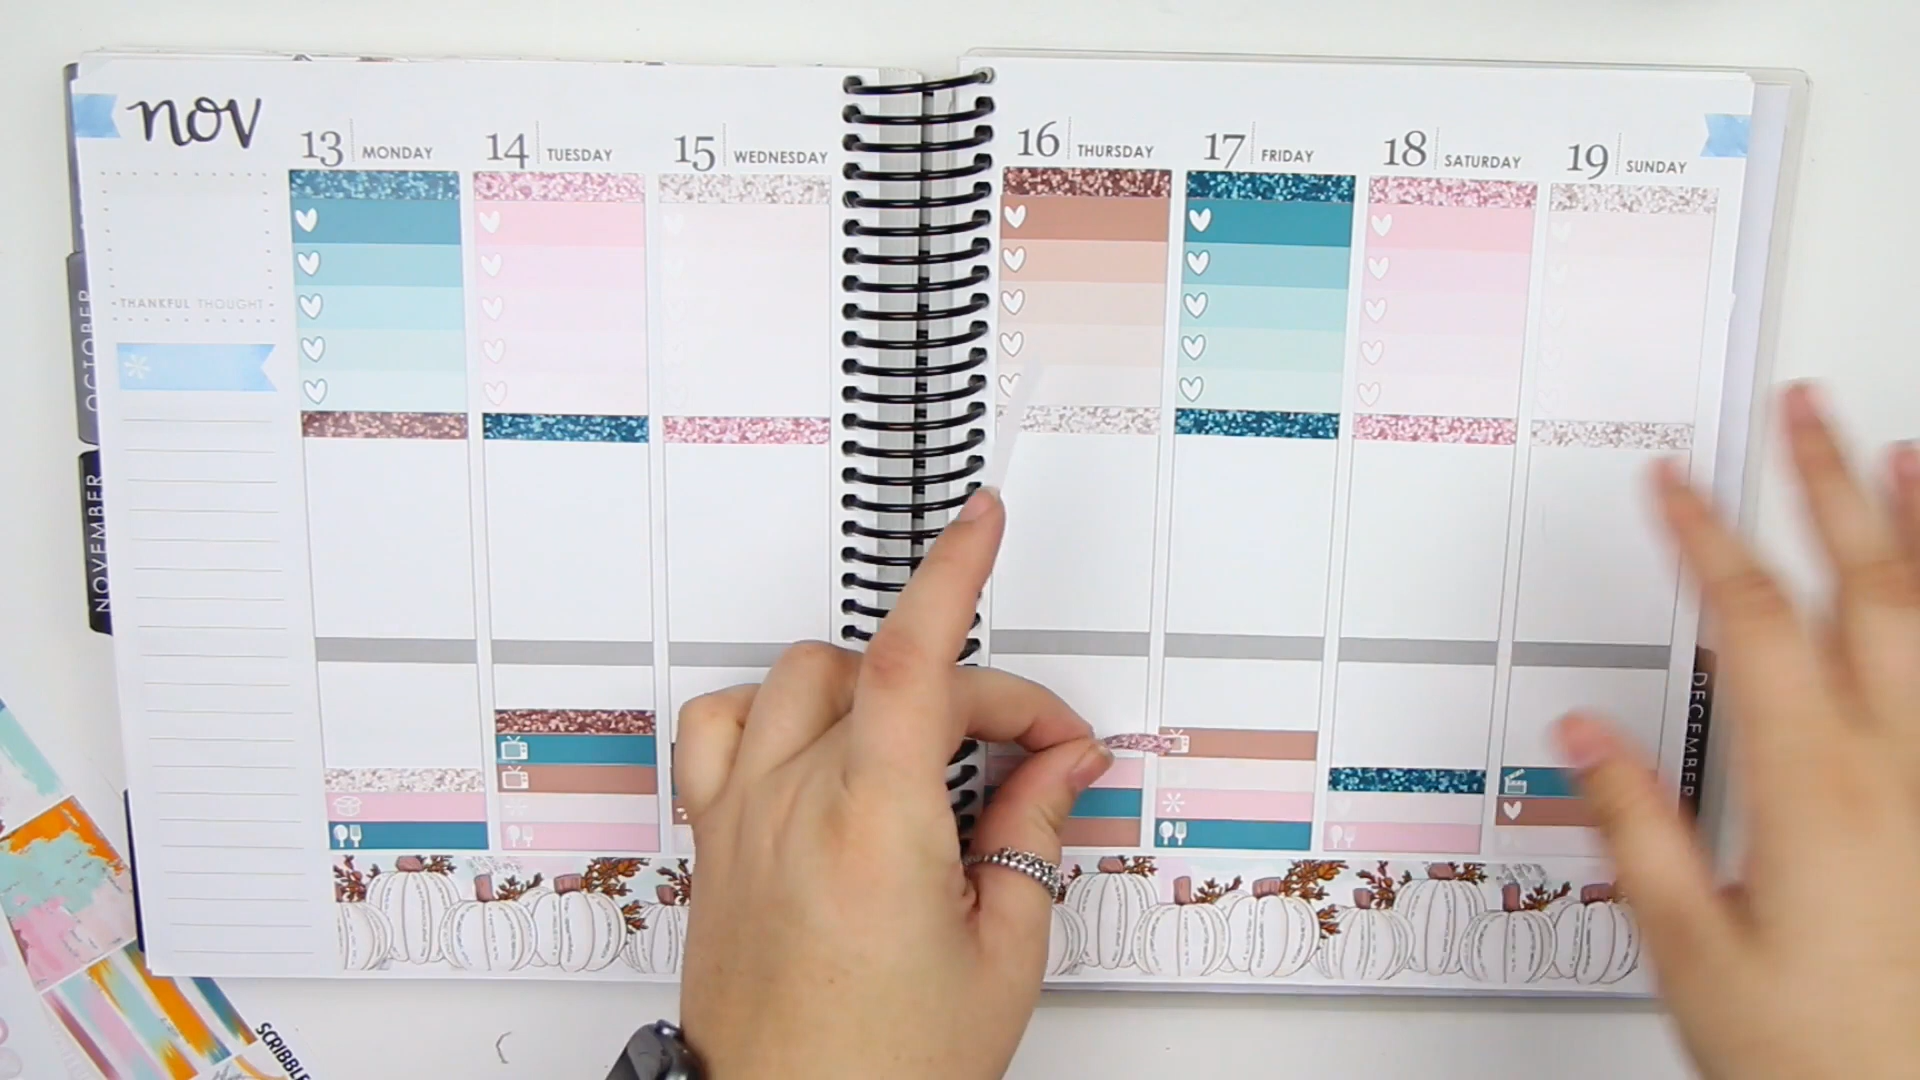 nov
13 MONDAY
14 TUESDAY
15 WEDNESDAY
16 THURSDAY
17 FRIDAY
18 SATURDAY
19 SUNDAY
THANKFUL THOUGHT
OCTOBER
NOVEMBER
DECEMBER
SCRIBBLE